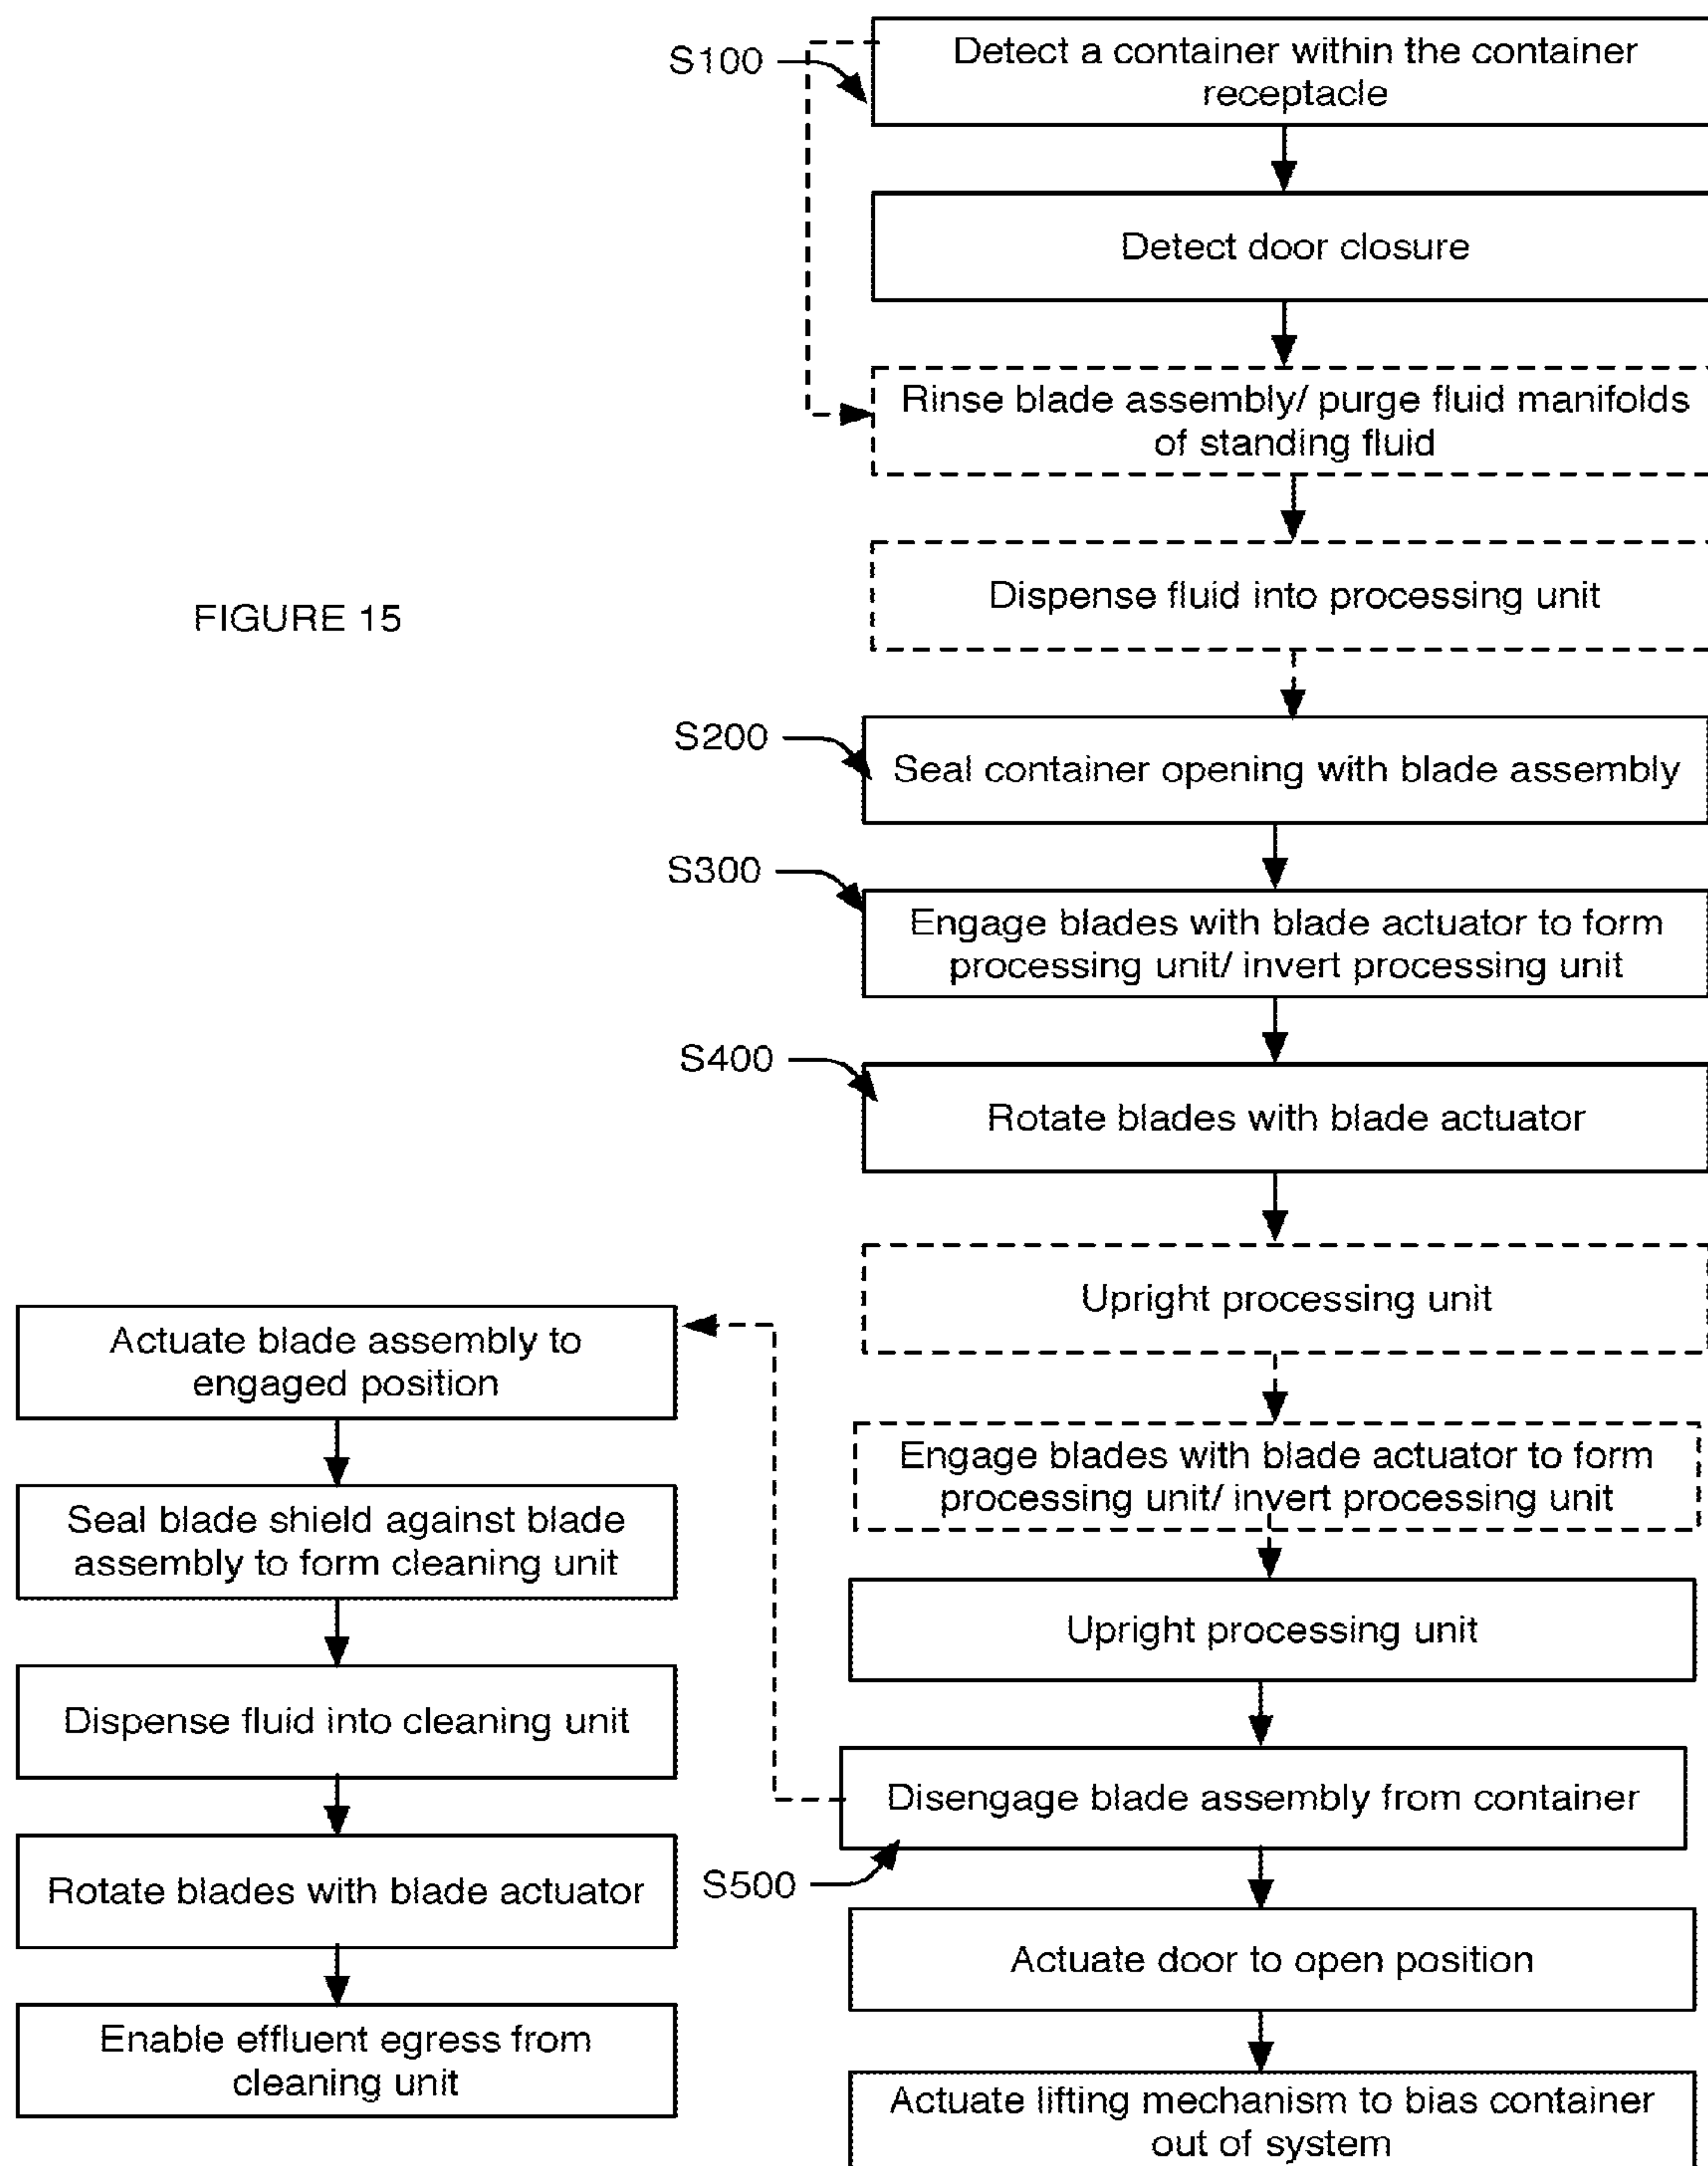 S100
Detect a container within the container
receptacle
Detect door closure
Rinse blade assembly/ purge fluid manifolds
of standing fluid
Dispense fluid into processing unit
FIGURE 15
S200
Seal container opening with blade assembly
S300
Engage blades with blade actuator to form
processing unit/ invert processing unit
S400
Rotate blades with blade actuator
Upright processing unit
Engage blades with blade actuator to form
processing unit/ invert processing unit
Upright processing unit
Disengage blade assembly from container
S500
Actuate door to open position
Actuate lifting mechanism to bias container
out of system
Actuate blade assembly to
engaged position
Seal blade shield against blade
assembly to form cleaning unit
Dispense fluid into cleaning unit
Rotate blades with blade actuator
Enable effluent egress from
cleaning unit